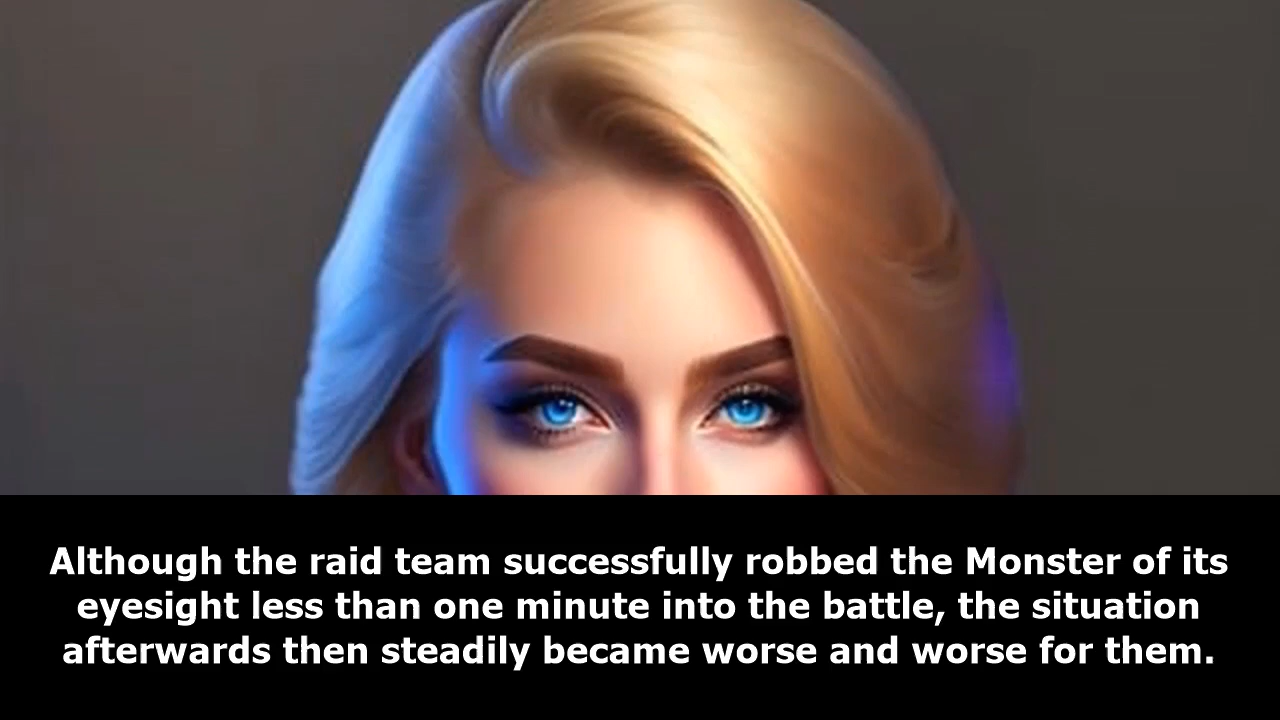 Although the raid team successfully robbed the Monster of its
eyesight less than one minute into the battle, the situation
afterwards then steadily became worse and worse for them.